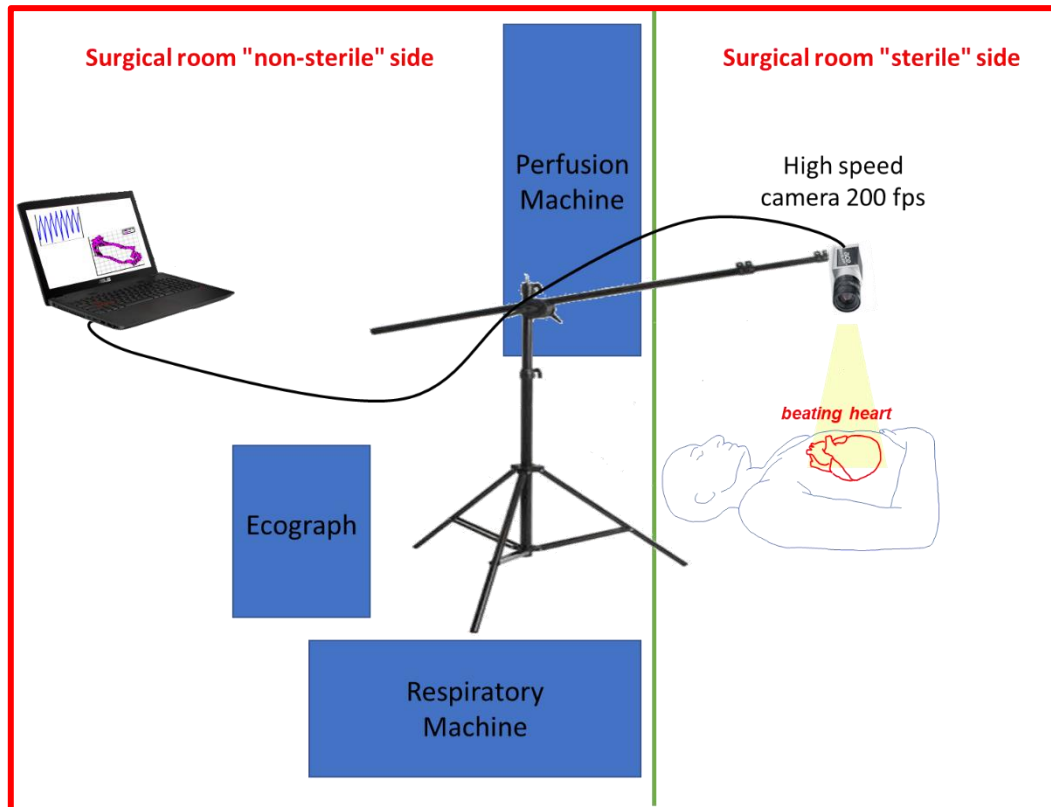 Surgical room "non-sterile" side
Surgical room "sterile" side
Perfusion
Machine
High speed
camera 200 fps
beating heart
Ecograph
Respiratory
Machine